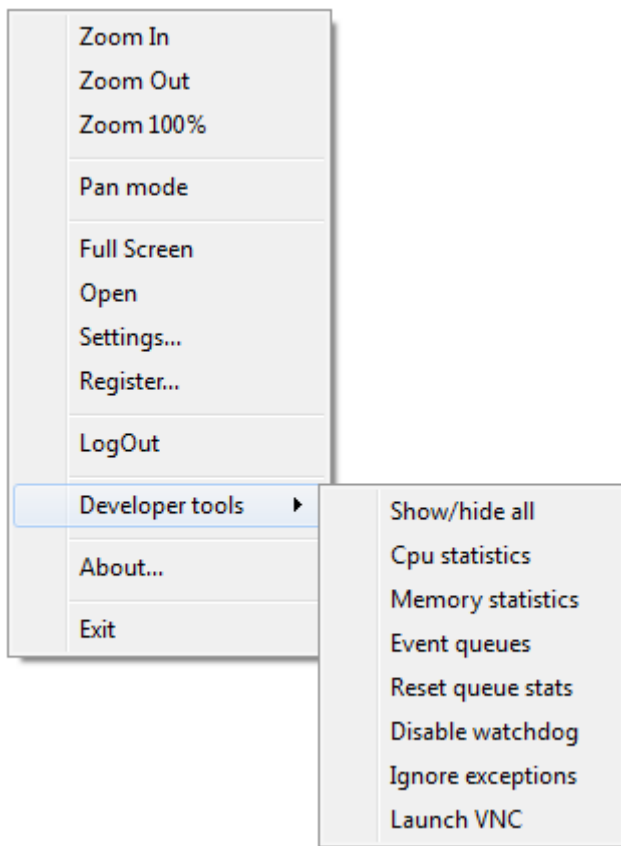 Zoom In
Zoom Out
Zoom 100%
Pan mode
Full Screen
Open
Settings...
Register...
LogOut
Developer tools
About...
Exit
Show/hide all
Cpu statistics
Memory statistics
Event queues
Reset queue stats
Disable watchdog
Ignore exceptions
Launch VNC